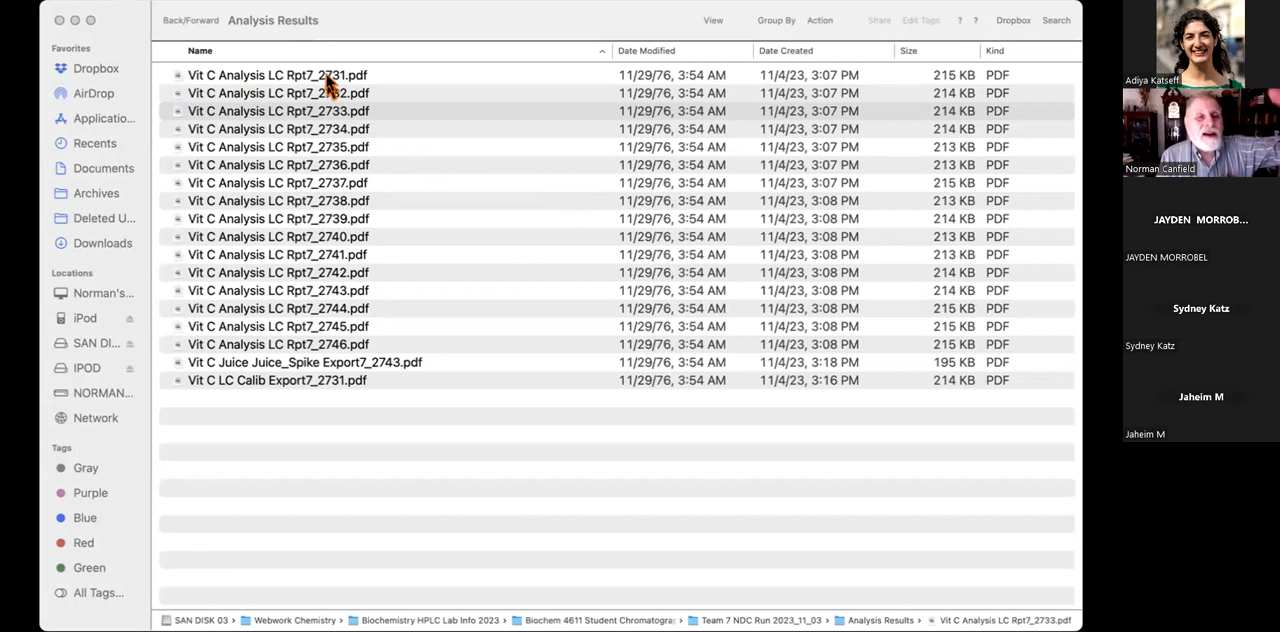 Back/Forward Analysis Results View Group By Action Share Edit Tags ? ? Dropbox Search
Favorites
Dropbox
AirDrop
Applicatio...
Recents
Documents
Archives
Deleted U...
Downloads
Locations
Norman's...
iPod
SAN DI...
IPOD
NORMAN...
Network
Tags
Gray
Purple
Blue
Red
Green
All Tags...
Name Date Modified Date Created Size Kind
Vit C Analysis LC Rpt7_2731.pdf 11/29/76, 3:54 AM 11/4/23, 3:07 PM 215 KB PDF
Vit C Analysis LC Rpt7_2732.pdf 11/29/76, 3:54 AM 11/4/23, 3:07 PM 214 KB PDF
Vit C Analysis LC Rpt7_2733.pdf 11/29/76, 3:54 AM 11/4/23, 3:07 PM 214 KB PDF
Vit C Analysis LC Rpt7_2734.pdf 11/29/76, 3:54 AM 11/4/23, 3:07 PM 214 KB PDF
Vit C Analysis LC Rpt7_2735.pdf 11/29/76, 3:54 AM 11/4/23, 3:07 PM 213 KB PDF
Vit C Analysis LC Rpt7_2736.pdf 11/29/76, 3:54 AM 11/4/23, 3:07 PM 213 KB PDF
Vit C Analysis LC Rpt7_2737.pdf 11/29/76, 3:54 AM 11/4/23, 3:07 PM 215 KB PDF
Vit C Analysis LC Rpt7_2738.pdf 11/29/76, 3:54 AM 11/4/23, 3:08 PM 213 KB PDF
Vit C Analysis LC Rpt7_2739.pdf 11/29/76, 3:54 AM 11/4/23, 3:08 PM 214 KB PDF
Vit C Analysis LC Rpt7_2740.pdf 11/29/76, 3:54 AM 11/4/23, 3:08 PM 213 KB PDF
Vit C Analysis LC Rpt7_2741.pdf 11/29/76, 3:54 AM 11/4/23, 3:08 PM 213 KB PDF
Vit C Analysis LC Rpt7_2742.pdf 11/29/76, 3:54 AM 11/4/23, 3:08 PM 214 KB PDF
Vit C Analysis LC Rpt7_2743.pdf 11/29/76, 3:54 AM 11/4/23, 3:08 PM 214 KB PDF
Vit C Analysis LC Rpt7_2744.pdf 11/29/76, 3:54 AM 11/4/23, 3:08 PM 215 KB PDF
Vit C Analysis LC Rpt7_2745.pdf 11/29/76, 3:54 AM 11/4/23, 3:08 PM 215 KB PDF
Vit C Analysis LC Rpt7_2746.pdf 11/29/76, 3:54 AM 11/4/23, 3:08 PM 215 KB PDF
Vit C Juice Juice_Spike Export7_2743.pdf 11/29/76, 3:54 AM 11/4/23, 3:18 PM 195 KB PDF
Vit C LC Calib Export7_2731.pdf 11/29/76, 3:54 AM 11/4/23, 3:16 PM 214 KB PDF
SAN DISK 03 › Webwork Chemistry › Biochemistry HPLC Lab Info 2023 › Biochem 4611 Student Chromatogra › Team 7 NDC Run 2023_11_03 › Analysis Results › Vit C Analysis LC Rpt7_2733.pdf
Adiya Katseff
Norman Canfield
JAYDEN MORROB...
JAYDEN MORROBEL
Sydney Katz
Sydney Katz
Jaheim M
Jaheim M